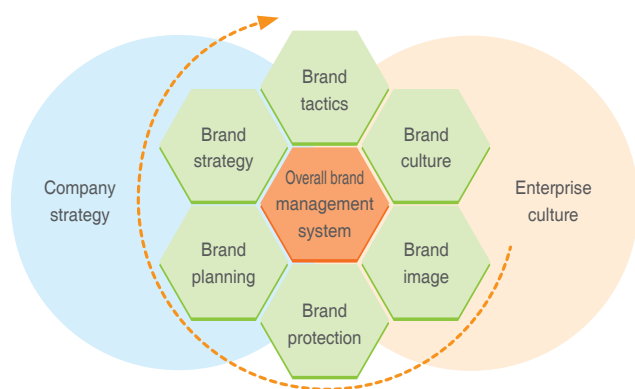 Brand
tactics
Brand
strategy
Brand
culture
Company
strategy
Overall brand
management
system
Enterprise
culture
Brand
planning
Brand
image
Brand
protection